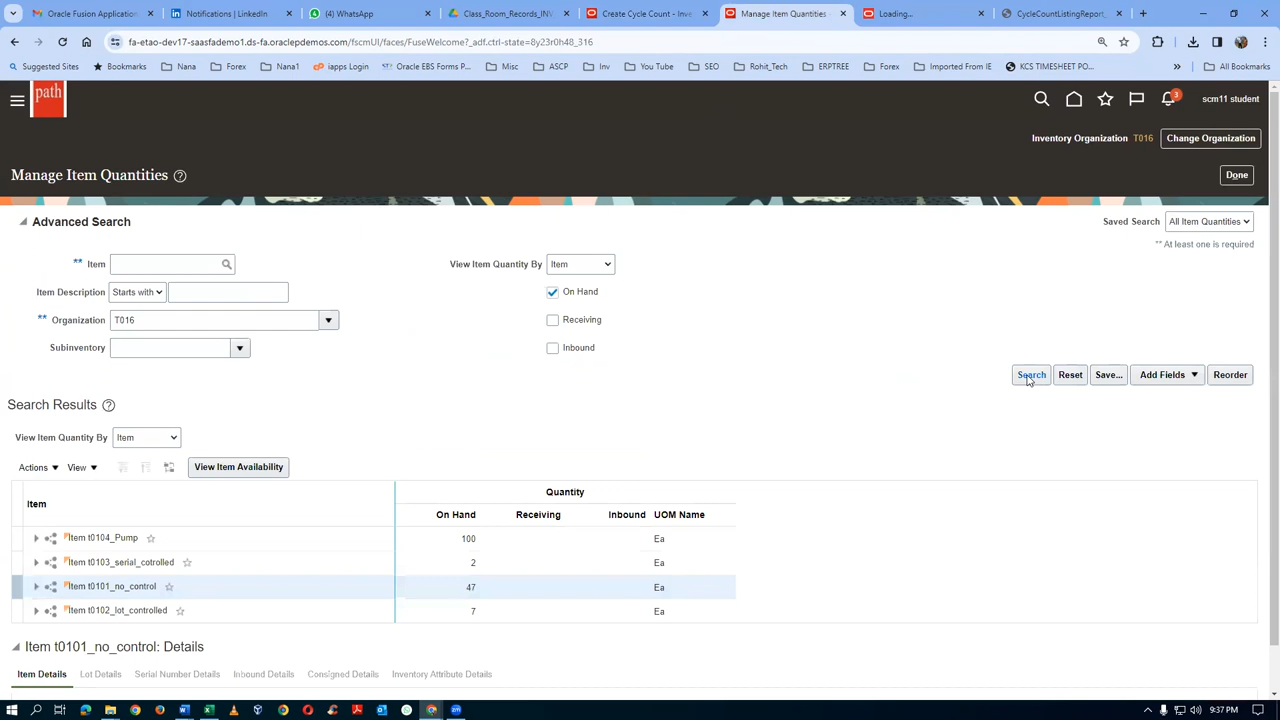 Oracle Fusion appvance
Notifications | LinkedIn
(4) WhatsApp
Class_Room_Records_INV
Create Cycle Count - Inve
Manage Item Quantities -
Loading...
CycleCountListingReport_
fa-etao-dev17-saasfademo1.ds-fa.oraclepdemos.com/fscmUI/faces/FuseWelcome?_adf.ctrl-state=8y23r0h48_316
Suggested Sites
Bookmarks
Nana
Forex
Nana1
iapps Login
Oracle EBS Forms P...
Misc
ASCP
Inv
You Tube
SEO
Rohit_Tech
ERPTREE
Forex
Imported From IE
KCS TIMESHEET PO...
All Bookmarks
path
3
scm11 student
Inventory Organization T016 Change Organization
Manage Item Quantities
Done
Advanced Search
Saved Search All Item Quantities
** At least one is required
** Item
View Item Quantity By Item
Item Description Starts with
On Hand
** Organization T016
Receiving
Subinventory
Inbound
Search Reset Save... Add Fields Reorder
Search Results
View Item Quantity By Item
Actions View View Item Availability
Item
Quantity
On Hand Receiving Inbound UOM Name
Item t0104_Pump 100 Ea
Item t0103_serial_cotrolled 2 Ea
Item t0101_no_control 47 Ea
Item t0102_lot_controlled 7 Ea
Item t0101_no_control: Details
Item Details Lot Details Serial Number Details Inbound Details Consigned Details Inventory Attribute Details
9:37 PM